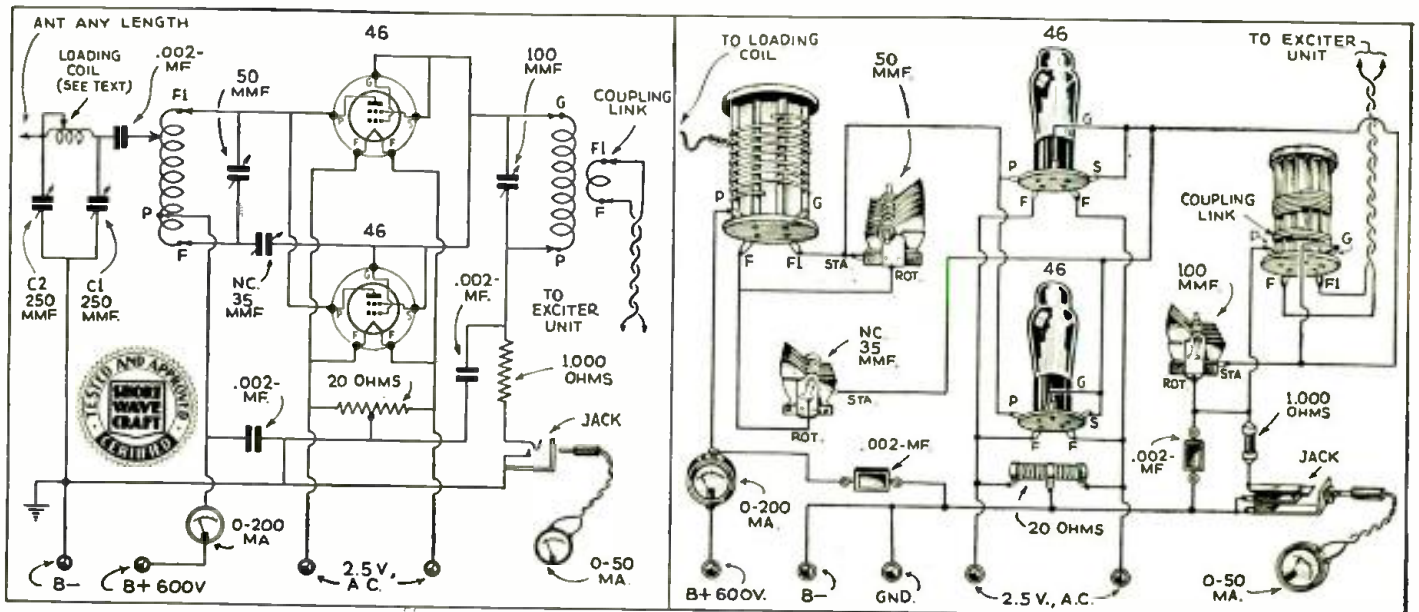 ANT ANY LENGTH
LOADING
COIL
(SEE TEXT)
.002-
MF.
F1
50
MMF
46
G
P
S
F
F
100
MMF
G
COUPLING
LINK
F1
F
P
P
F
46
G
P
S
F
F
C2
250
MMF
C1
250
MMF.
NC.
35
MMF
.002-
MF.
TO
EXCITER
UNIT
1.000
OHMS
20 OHMS
.002-
MF.
JACK
TESTED AND APPROVED
SHORT
WAVE
CRAFT
CERTIFIED
0-200
MA
B-
B+ 600V
2.5 V.,
A.C.
0-50
MA.
TO LOADING
COIL
50
MMF.
46
TO EXCITER
UNIT
G
P
S
F
F
P
G
F
F1
STA
ROT.
COUPLING
LINK
P
G
F
F1
46
100
MMF
NC
35
MMF.
STA.
ROT.
G
P
S
F
F
ROT
STA
1.000
OHMS
.002-MF.
.002-
MF
JACK
0-200
MA.
20 OHMS
0-50
MA.
B+ 600V.
B-
GND.
2.5 V., A.C.